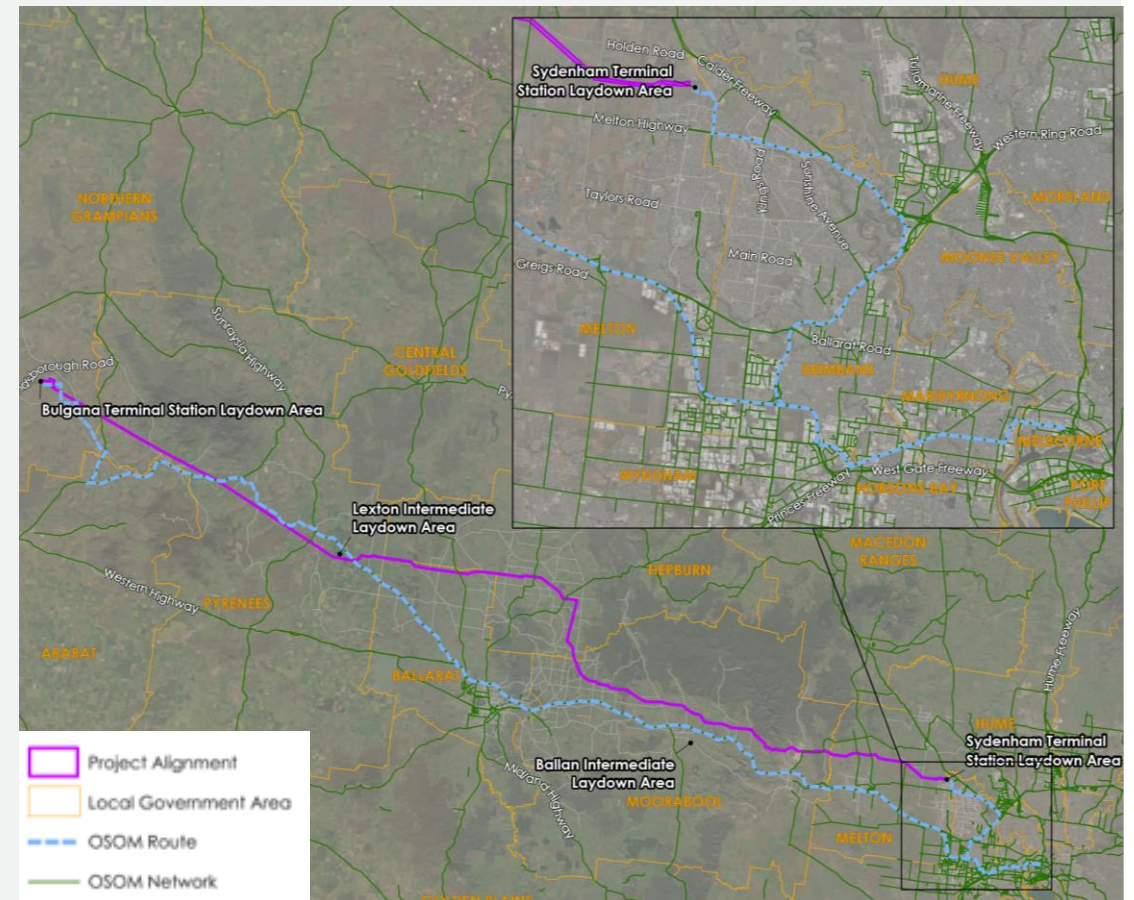 NORTHERN
GRAMPIANS
Sunraysia Highway
CENTRAL
GOLDFIELDS
Bulgana Terminal Station Laydown Area
Lexton Intermediate
Laydown Area
Western Highway
PYRENEES
ARARAT
HEPBURN
MACEDON
RANGES
Hume Freeway
BALLARAT
HUME
Sydenham Terminal
Station Laydown Area
Ballan Intermediate
Laydown Area
Midland Highway
MOORABOOL
MELTON
Holden Road
Sydenham Terminal
Station Laydown Area
Calder Freeway
Tullamarine Freeway
HUME
Melton Highway
Western Ring Road
Kings Road
Sunshine Avenue
Taylors Road
MORELAND
Main Road
MOONEE VALLEY
Greigs Road
MELTON
Ballarat Road
BRIMBANK
MARIBYRNONG
MELBOURNE
WYNDHAM
West Gate Freeway
Princes Freeway
HOBSONS BAY
PORT
PHILLIP
Project Alignment
Local Government Area
OSOM Route
OSOM Network